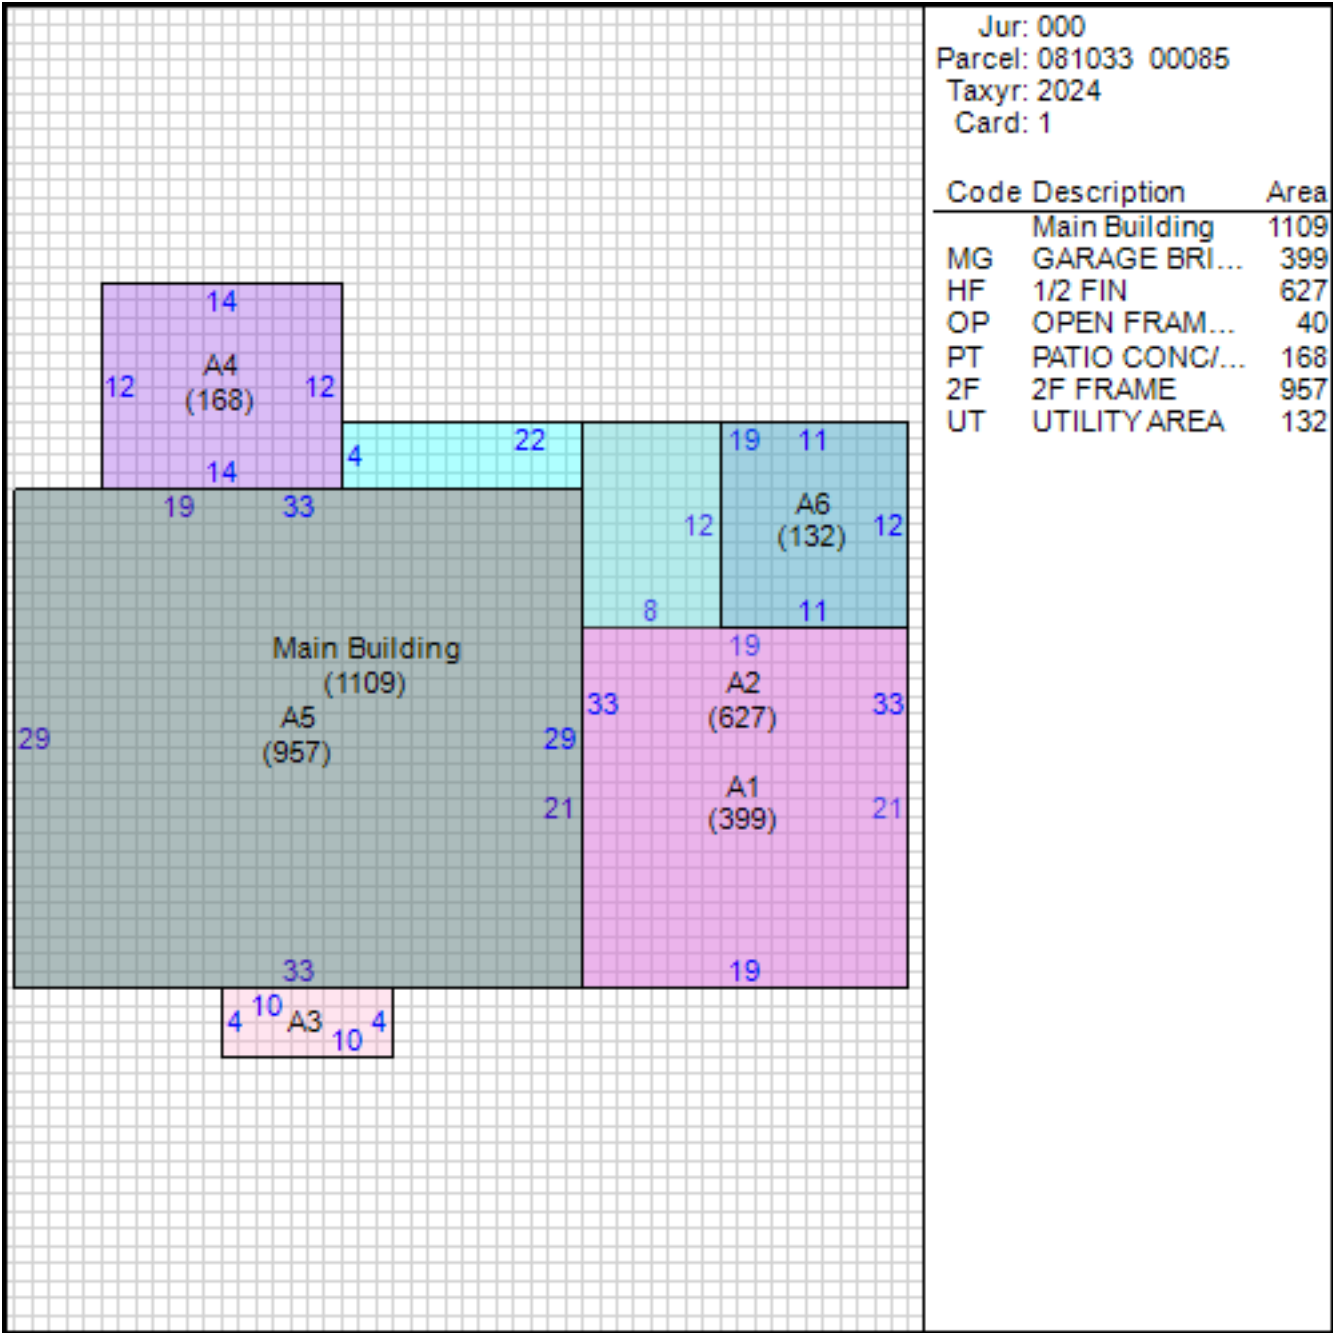 Jur: 000
Parcel: 081033 00085
Taxyr: 2024
Card: 1
Code Description Area
Main Building 1109
MG GARAGE BRI... 399
HF 1/2 FIN 627
OP OPEN FRAM... 40
PT PATIO CONC/... 168
2F 2F FRAME 957
UT UTILITY AREA 132
14
A4
12 12
(168)
14
22 19 11
4
19 33
A6
12 (132) 12
8 11
Main Building
(1109)
19
A2
33 (627) 33
A5
29 (957) 29
A1
21 (399) 21
33 19
10
4 A3 4
10